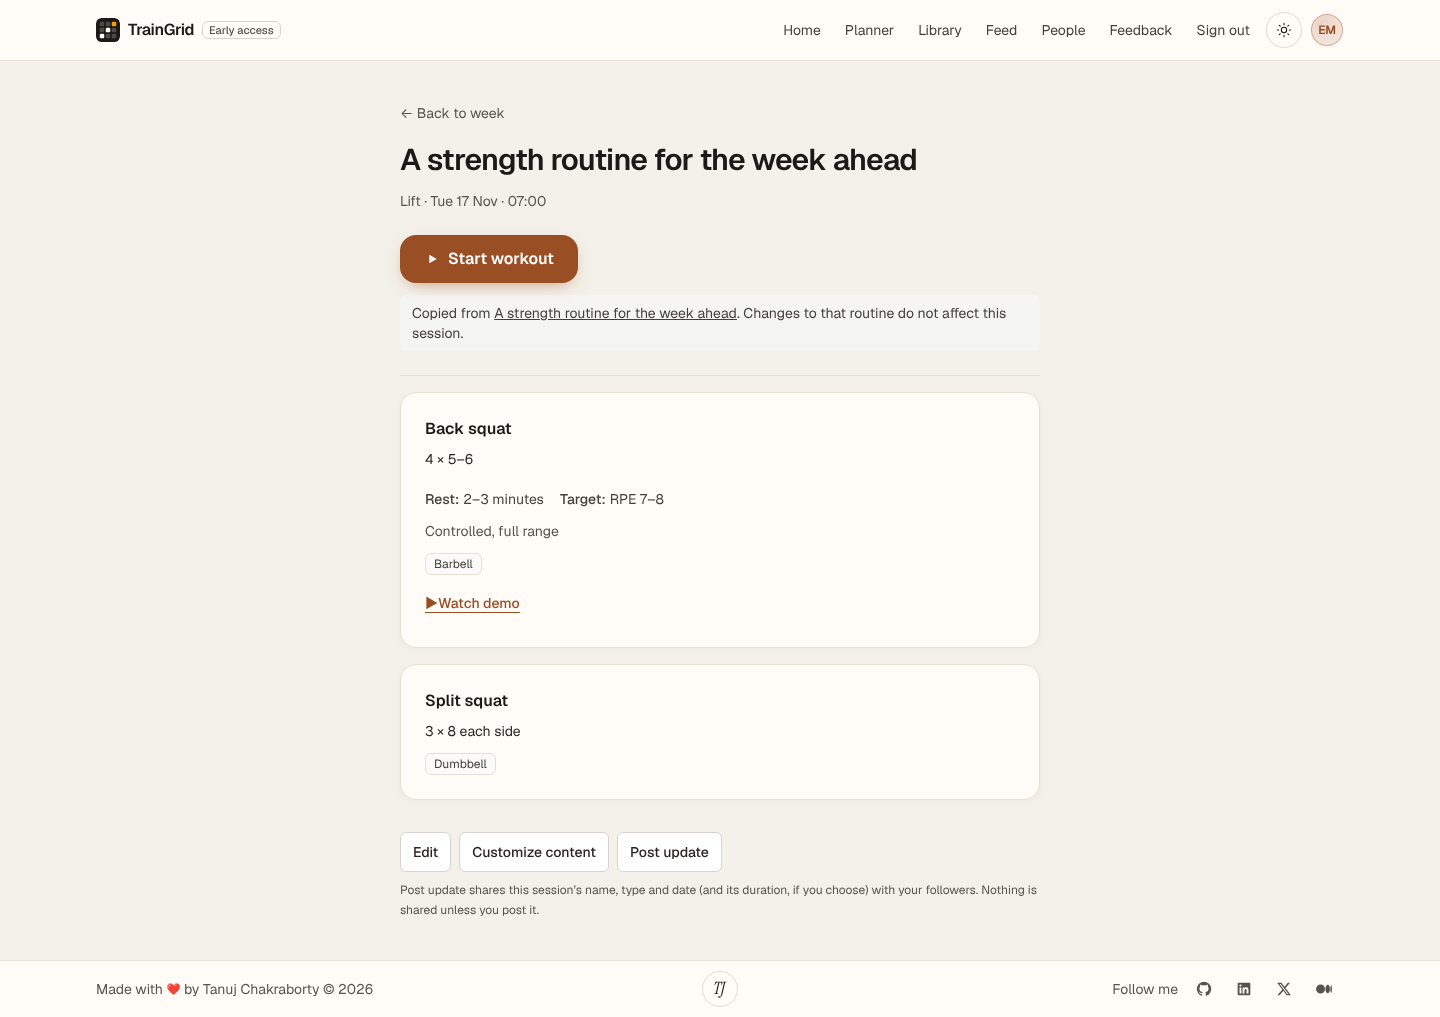 TrainGrid Early access Home Planner Library Feed People Feedback Sign out EM
← Back to week
A strength routine for the week ahead
Lift · Tue 17 Nov · 07:00
Start workout
Copied from A strength routine for the week ahead. Changes to that routine do not affect this
session.
Back squat
4 × 5–6
Rest: 2–3 minutes Target: RPE 7–8
Controlled, full range
Barbell
▶Watch demo
Split squat
3 × 8 each side
Dumbbell
Edit Customize content Post update
Post update shares this session's name, type and date (and its duration, if you choose) with your followers. Nothing is
shared unless you post it.
Made with ❤️ by Tanuj Chakraborty © 2026 TJ Follow me